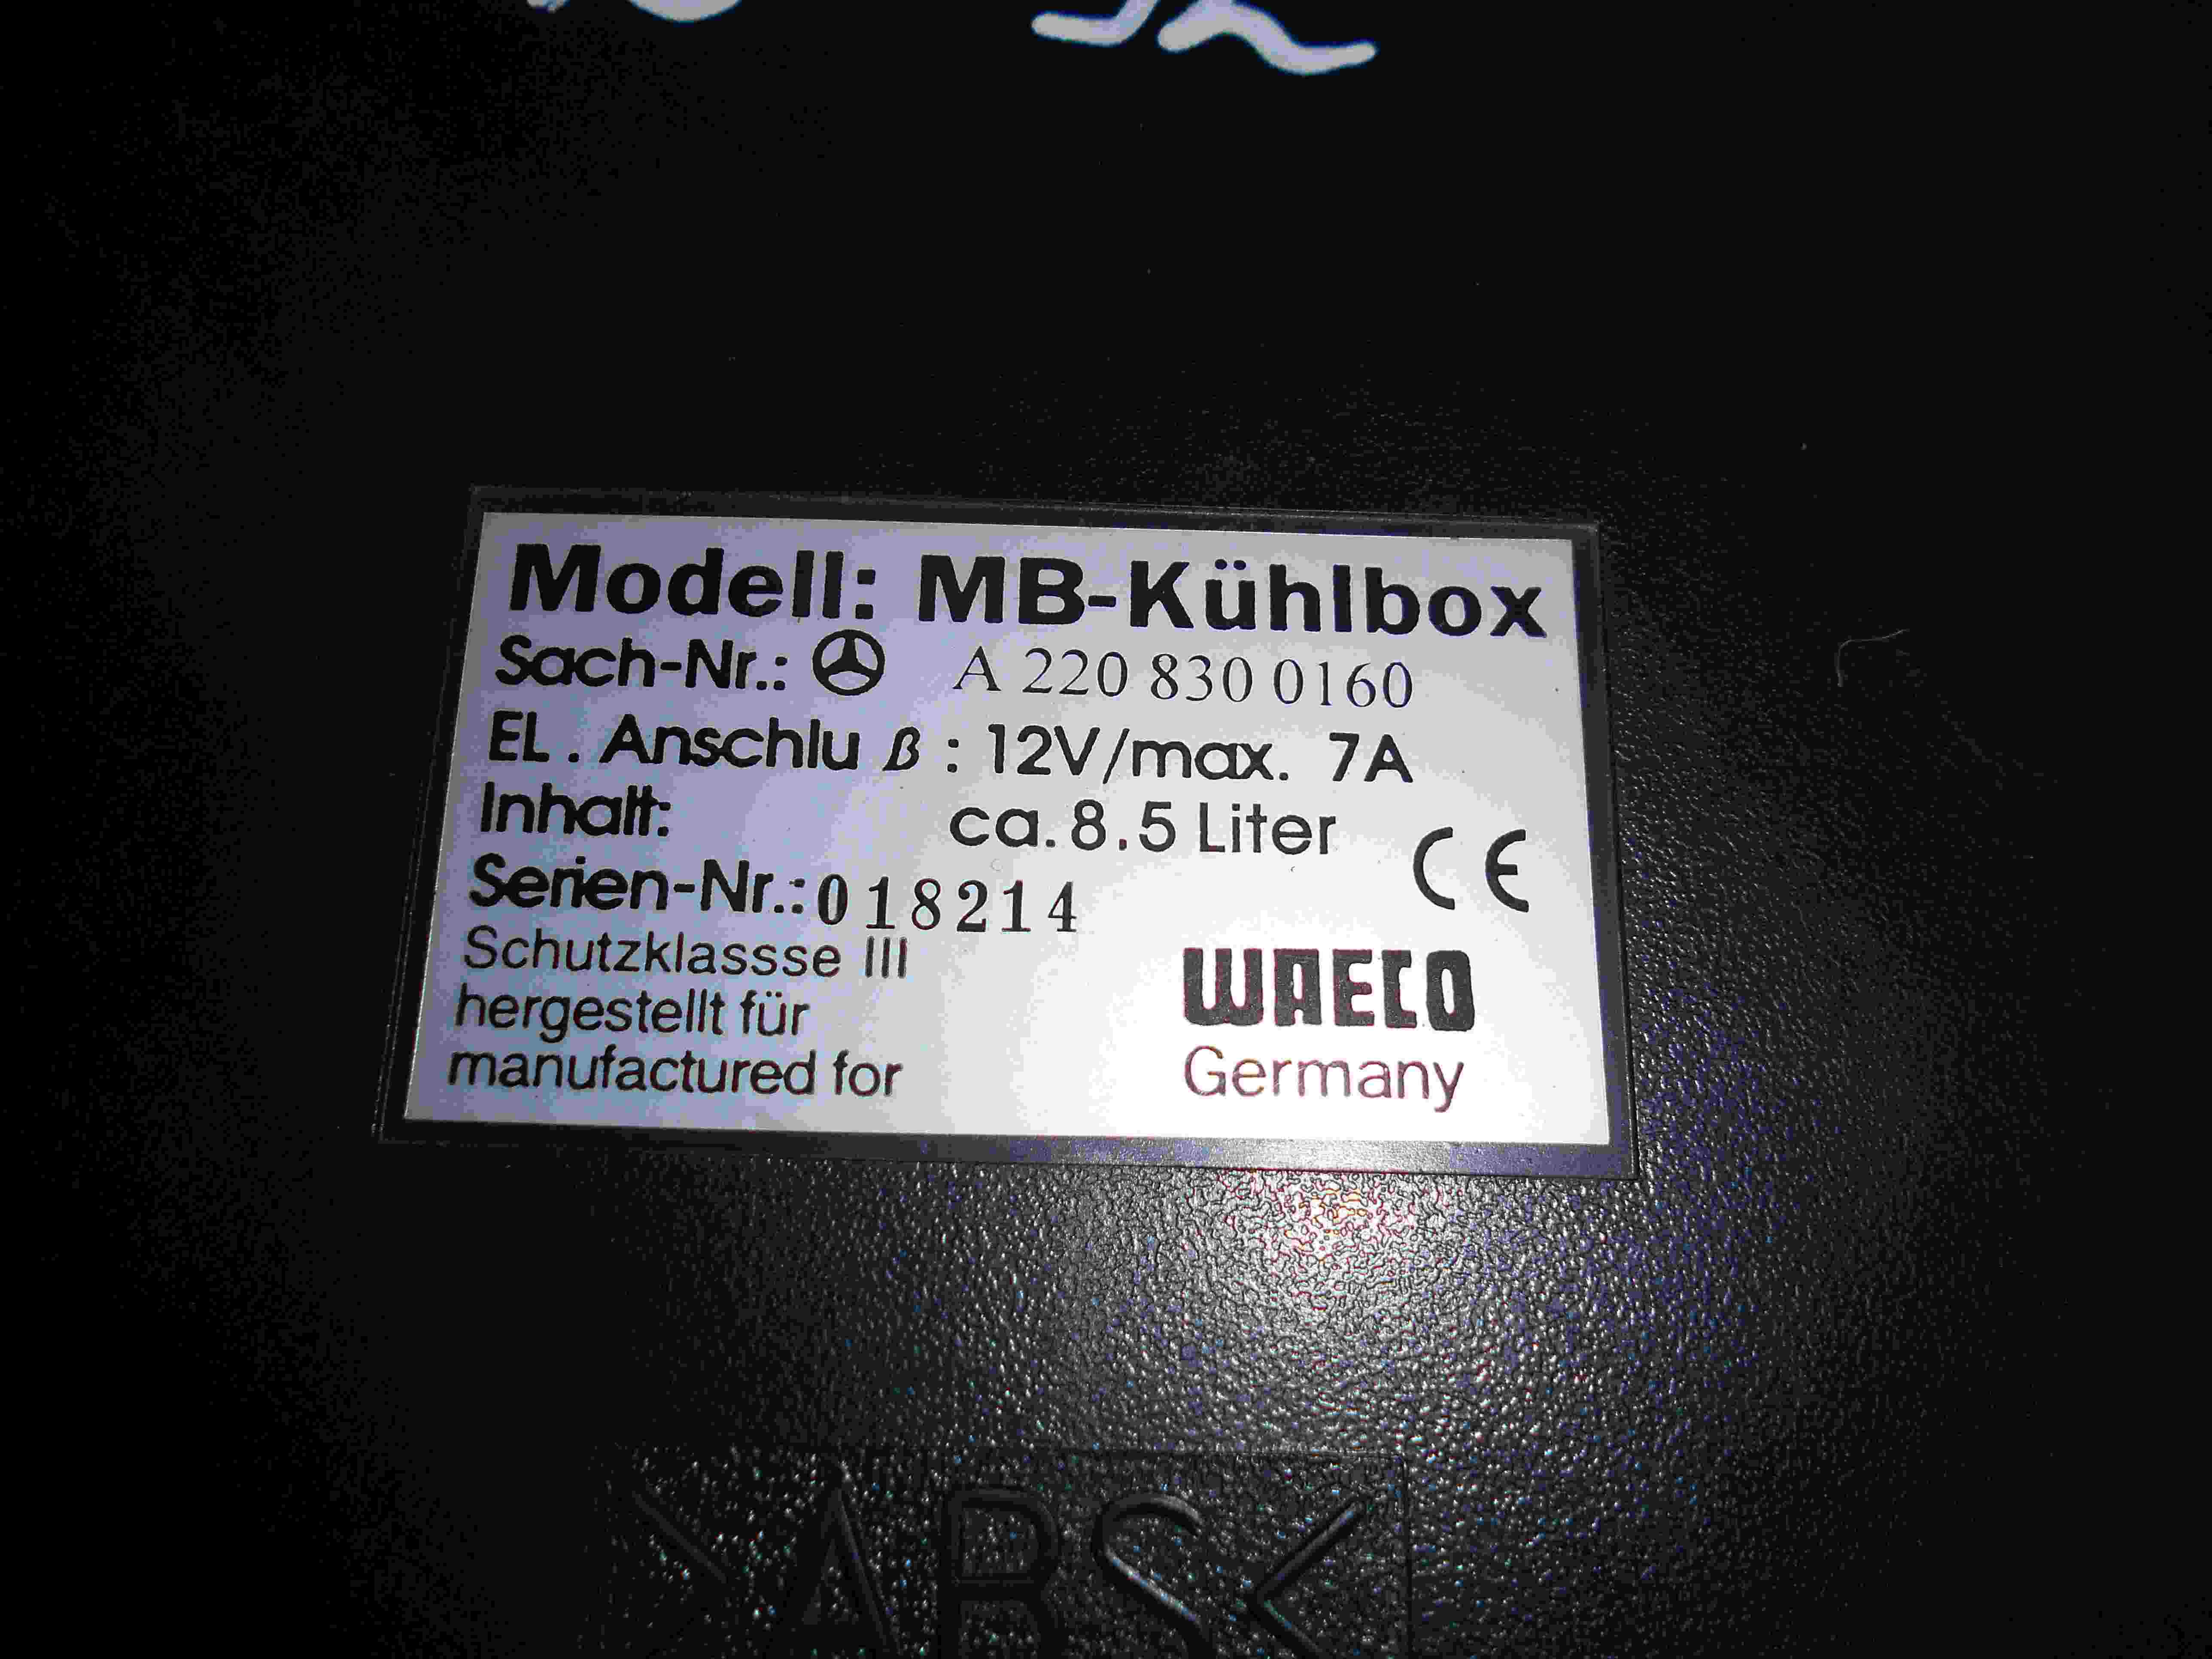 Modell: MB-Kühlbox
Sach-Nr.: A 220 830 0160
EL. Anschlu ß : 12V/max. 7A
Inhalt: ca. 8.5 Liter
CE
Serien-Nr.: 018214
Schutzklassse III
hergestellt für
manufactured for
WAECO
Germany
>ABS<